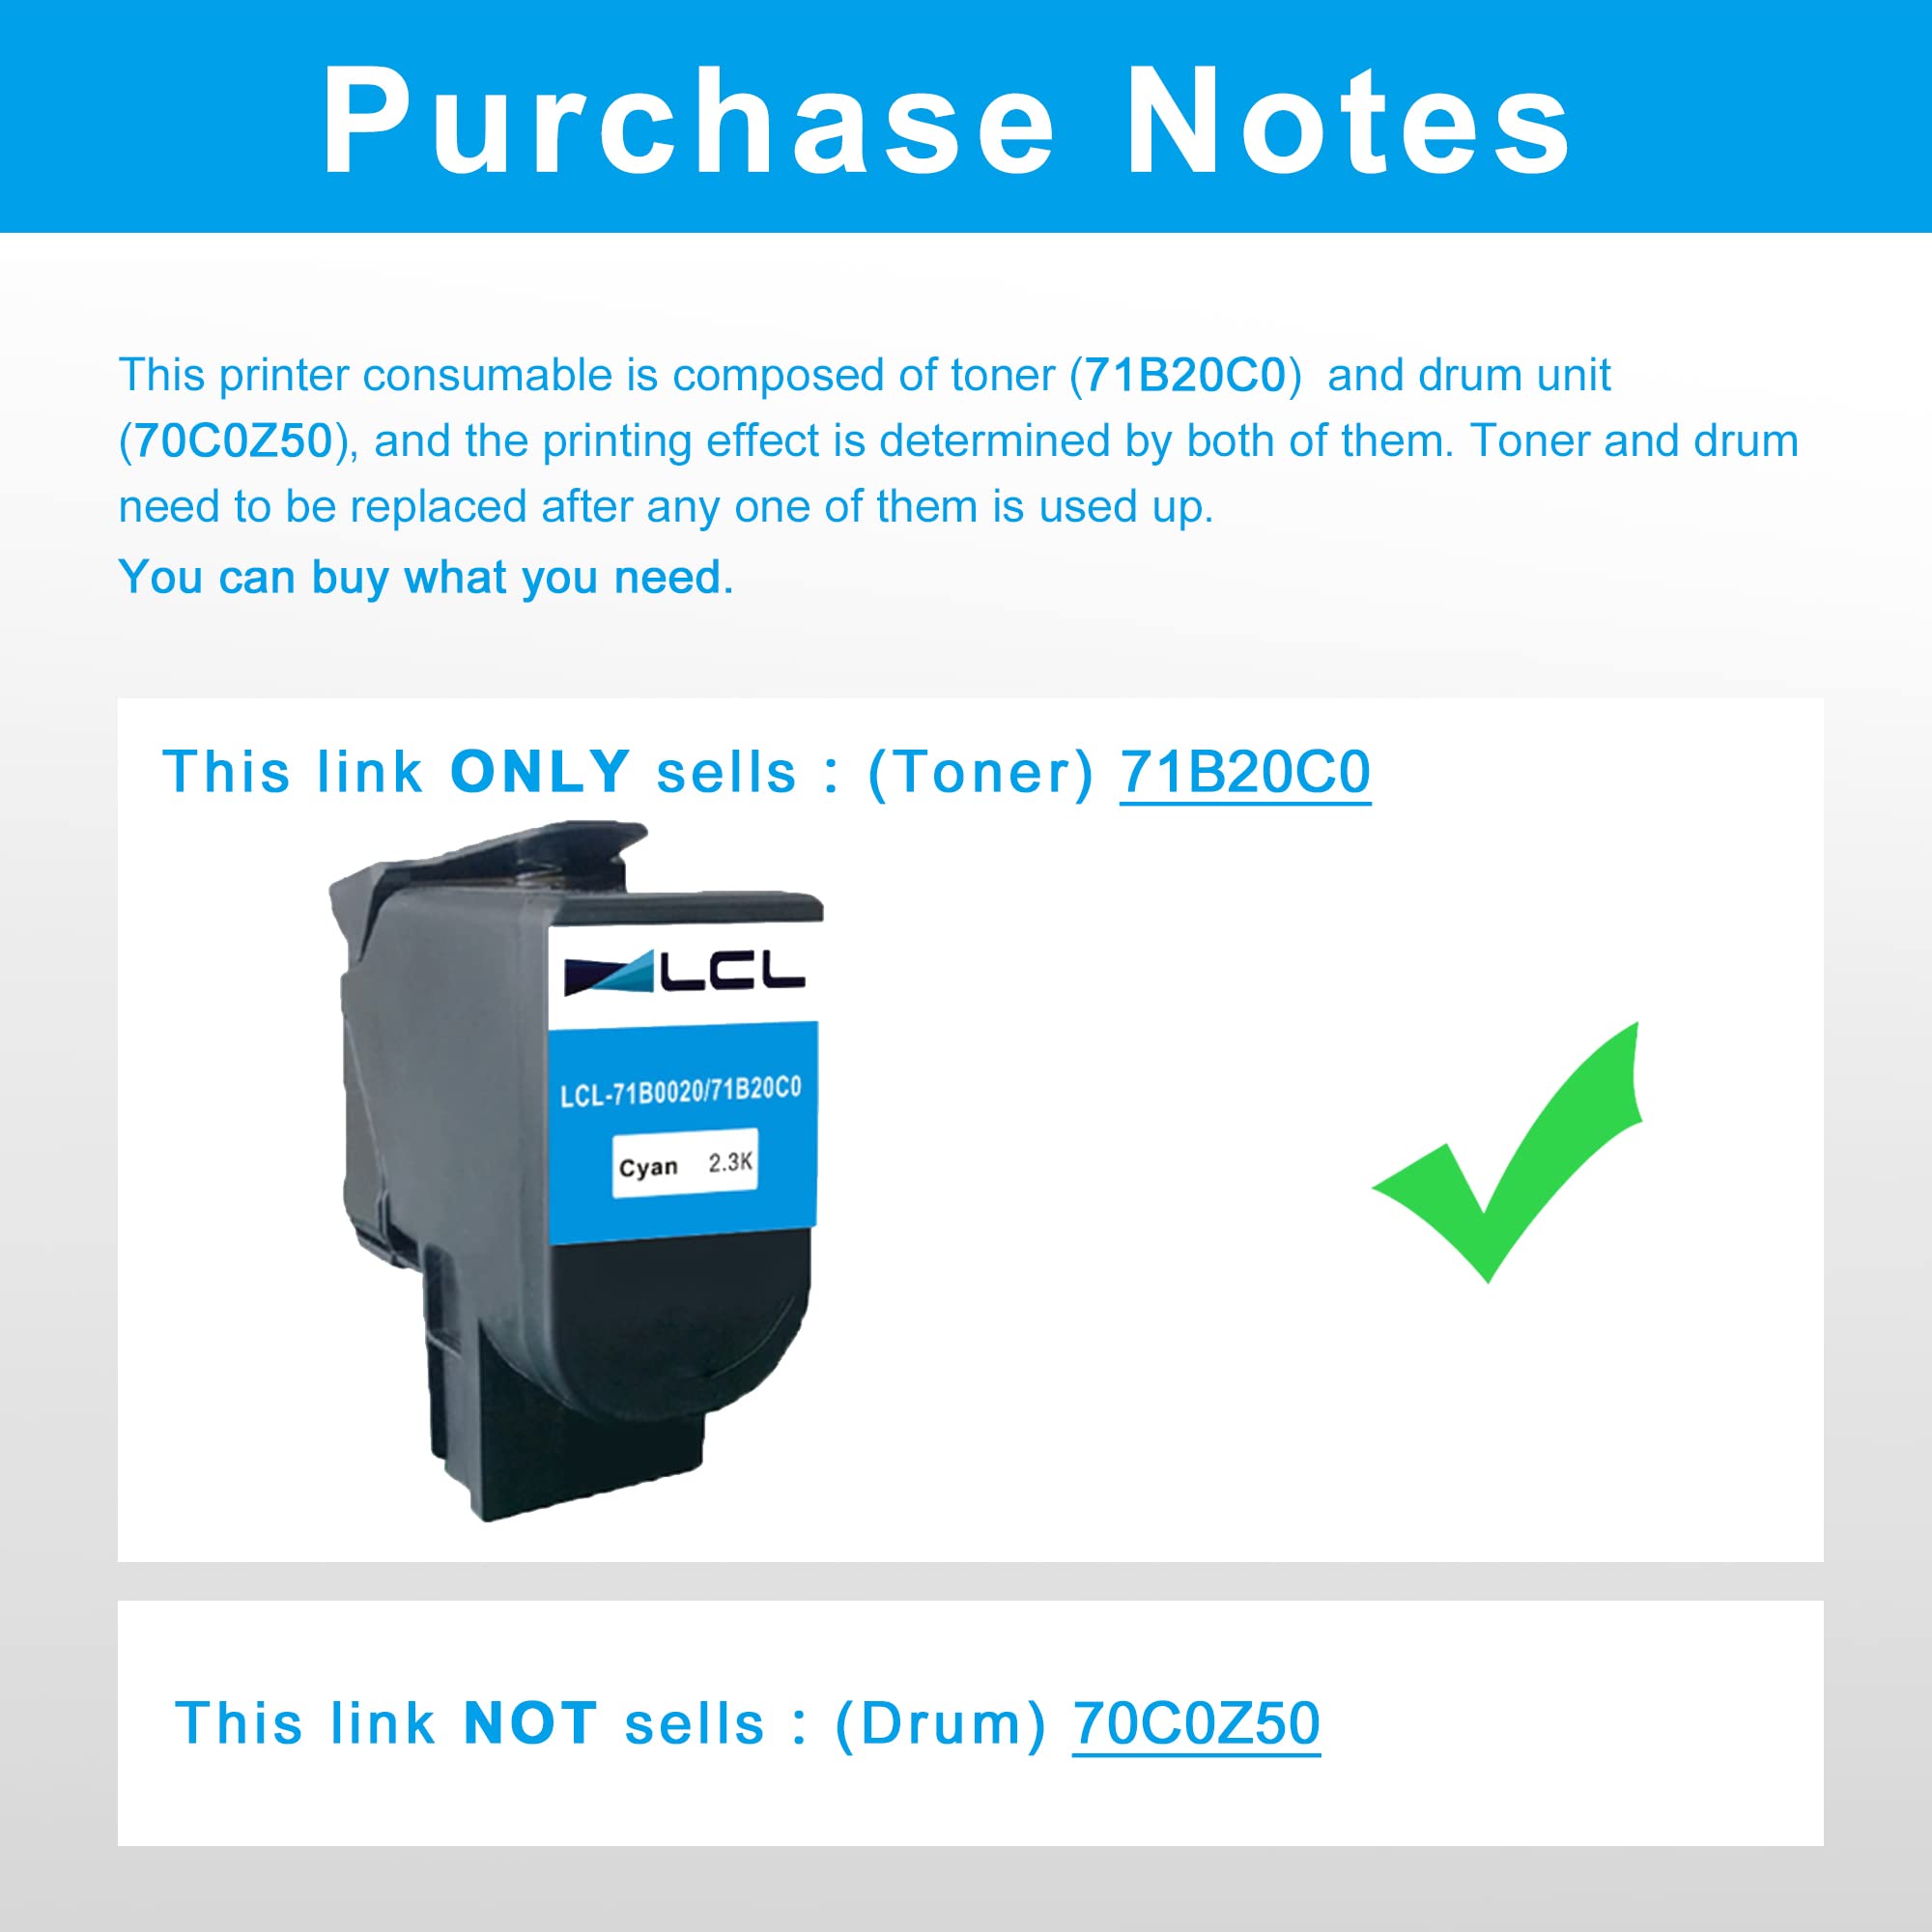 Purchase Notes
This printer consumable is composed of toner (71B20C0)  and drum unit
(70C0Z50), and the printing effect is determined by both of them. Toner and drum
need to be replaced after any one of them is used up.
You can buy what you need.
This link ONLY sells : (Toner) 71B20C0
LCL
LCL-71B0020/71B20C0
Cyan 2.3K
This link NOT sells : (Drum) 70C0Z50